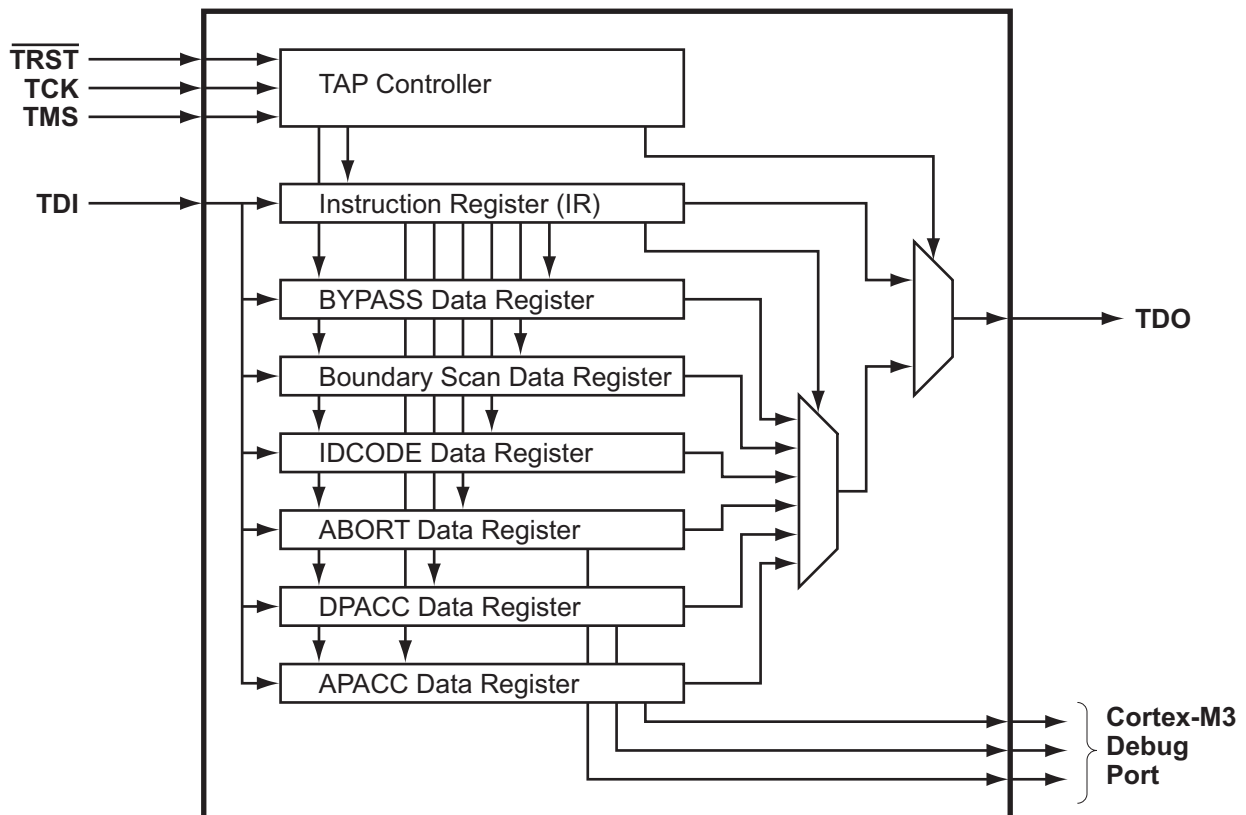 TRST
TCK
TMS
TAP Controller
TDI
Instruction Register (IR)
BYPASS Data Register
TDO
Boundary Scan Data Register
IDCODE Data Register
ABORT Data Register
DPACC Data Register
APACC Data Register
Cortex-M3
Debug
Port